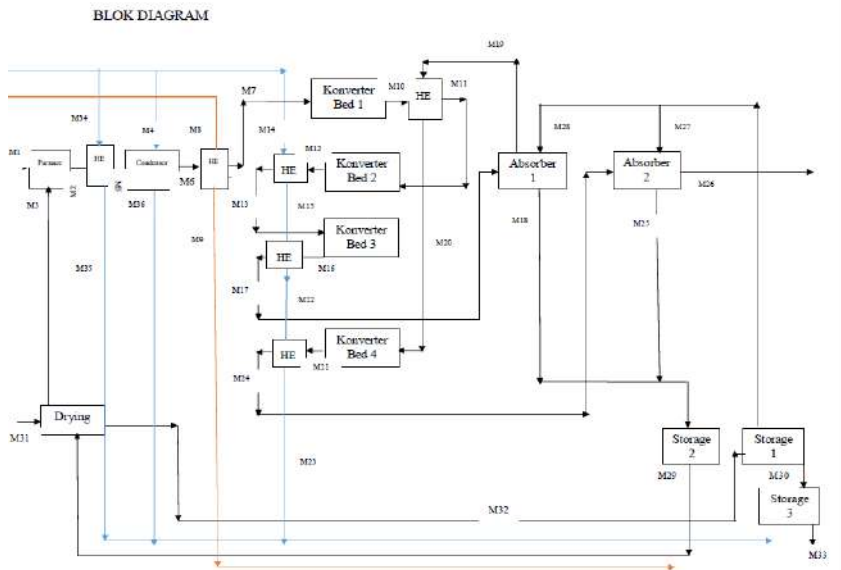 BLOK DIAGRAM
M19
M7
Konverter
Bed 1
M10
HE
M11
M34
M4
M8
M14
M12
M28
M27
M1
Furnace
HE
HE
M6
M2
M36
M3
HE
Konverter
Bed 2
Absorber
1
Absorber
2
M26
M13
M15
M18
M25
M9
Konverter
Bed 3
M20
HE
M16
M35
M17
M22
HE
Konverter
Bed 4
M21
M24
Drying
M31
M23
Storage
2
Storage
1
M29
M30
M32
Storage
3
M33